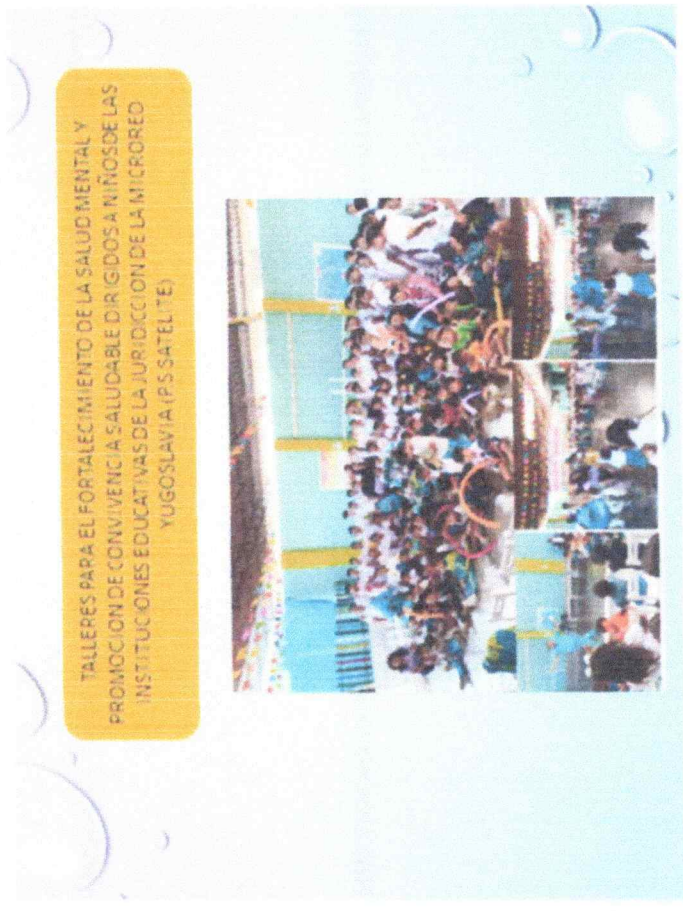 TALLERES PARA EL FORTALECIMIENTO DE LA SALUD MENTAL Y
PROMOCION DE CONVIVENCIA SALUDABLE DIRIGIDOS A NIÑOS DE LAS
INSTITUCIONES EDUCATIVAS DE LA JURIDICCION DE LA MICRORED
YUGOSLAVIA (PS SATELITE)